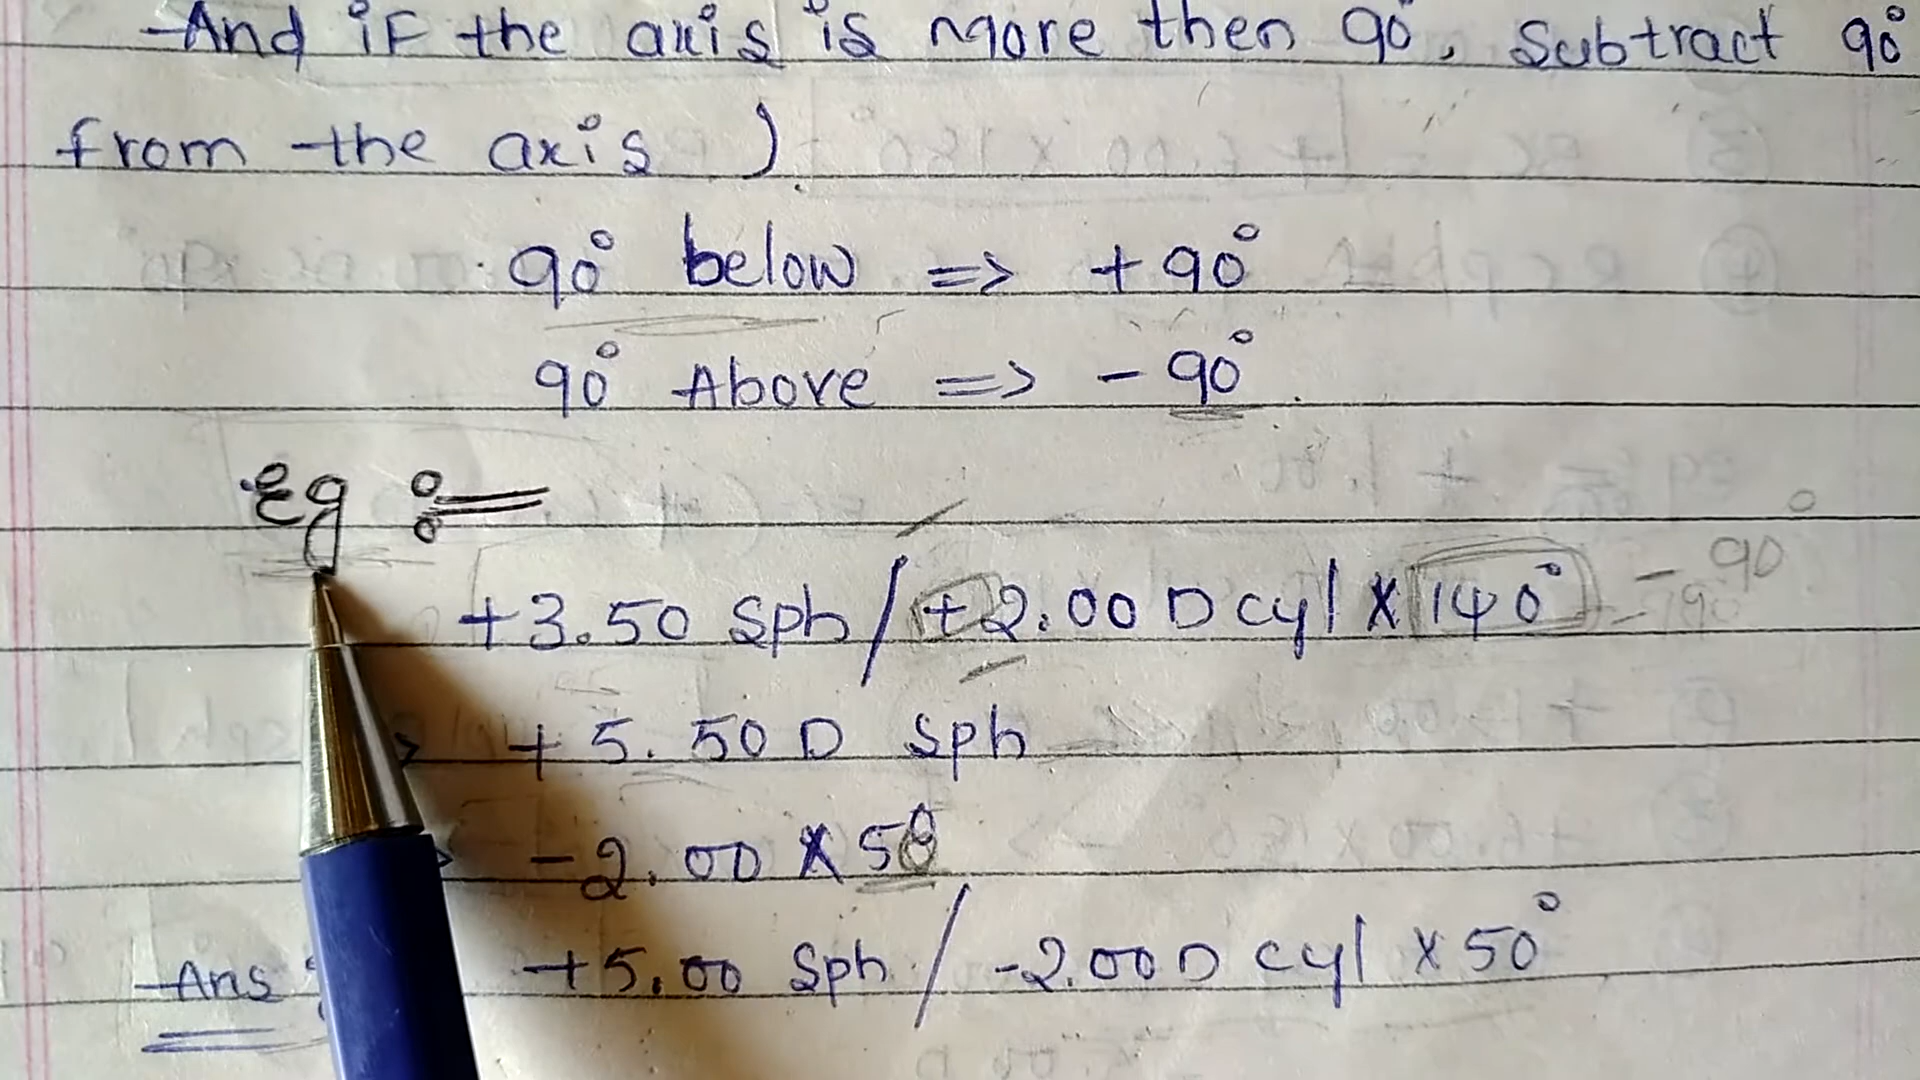 And if the axis is more then 90°, Subtract 90°
from the axis )
90° below => +90°
90° Above => -90°.
Eg :=
+3.50 Sph / +2.00 D cyl X 140° - 90°
+5.50 D Sph
-2.00 X 50
Ans +5.00 Sph / -2.00 D cyl X 50°